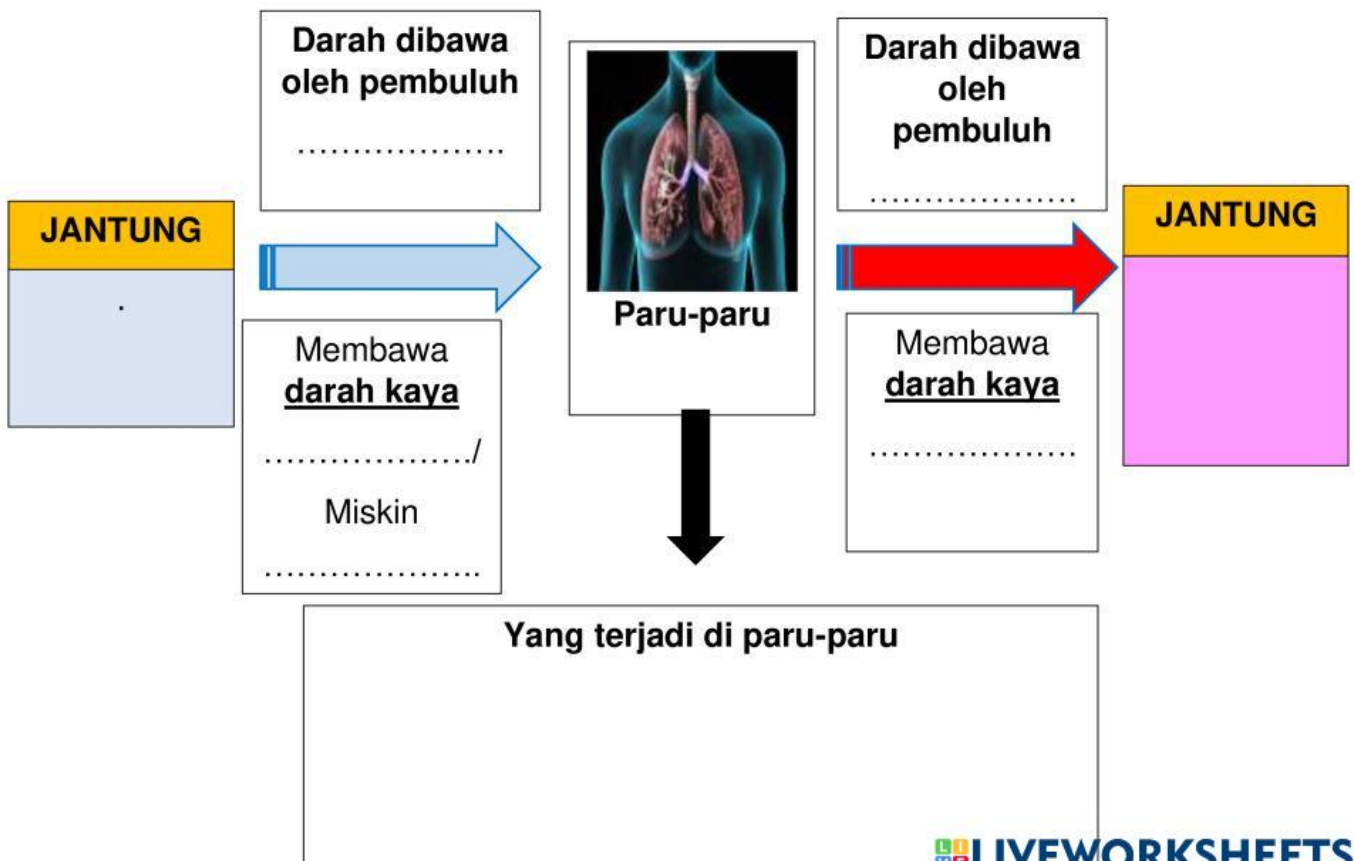 Darah dibawa
oleh pembuluh
...................
Darah dibawa
oleh
pembuluh
...................
JANTUNG
.
JANTUNG
Paru-paru
Membawa
darah kaya
.................../
Miskin
....................
Membawa
darah kaya
...................
Yang terjadi di paru-paru
LIVEWORKSHEETS